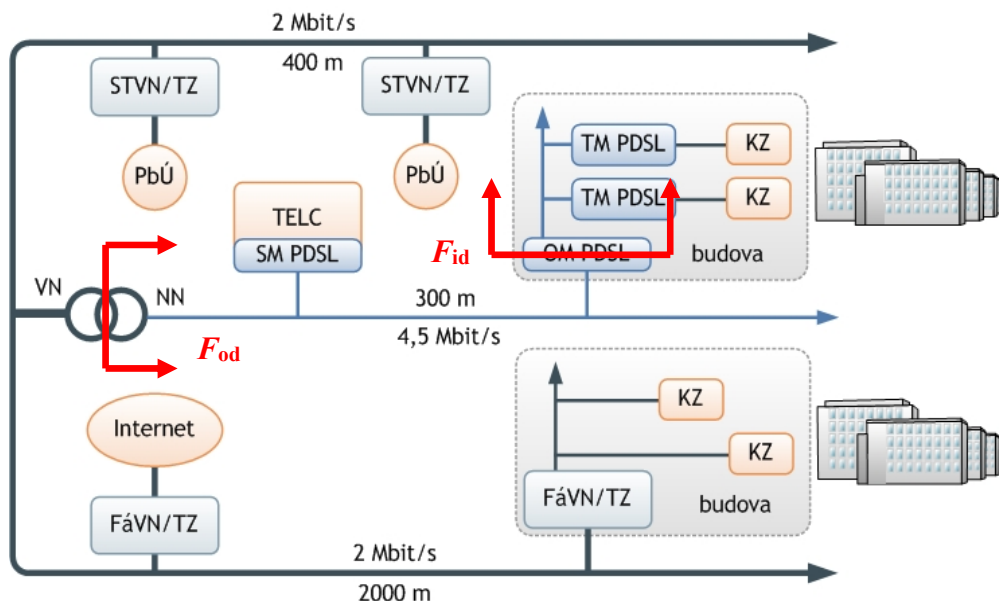 2 Mbit/s
400 m
STVN/TZ
STVN/TZ
PbÚ
PbÚ
TELC
SM PDSL
TM PDSL
KZ
TM PDSL
KZ
OM PDSL
budova
Fid
VN
NN
300 m
4,5 Mbit/s
Fod
Internet
FáVN/TZ
KZ
KZ
FáVN/TZ
budova
2 Mbit/s
2000 m